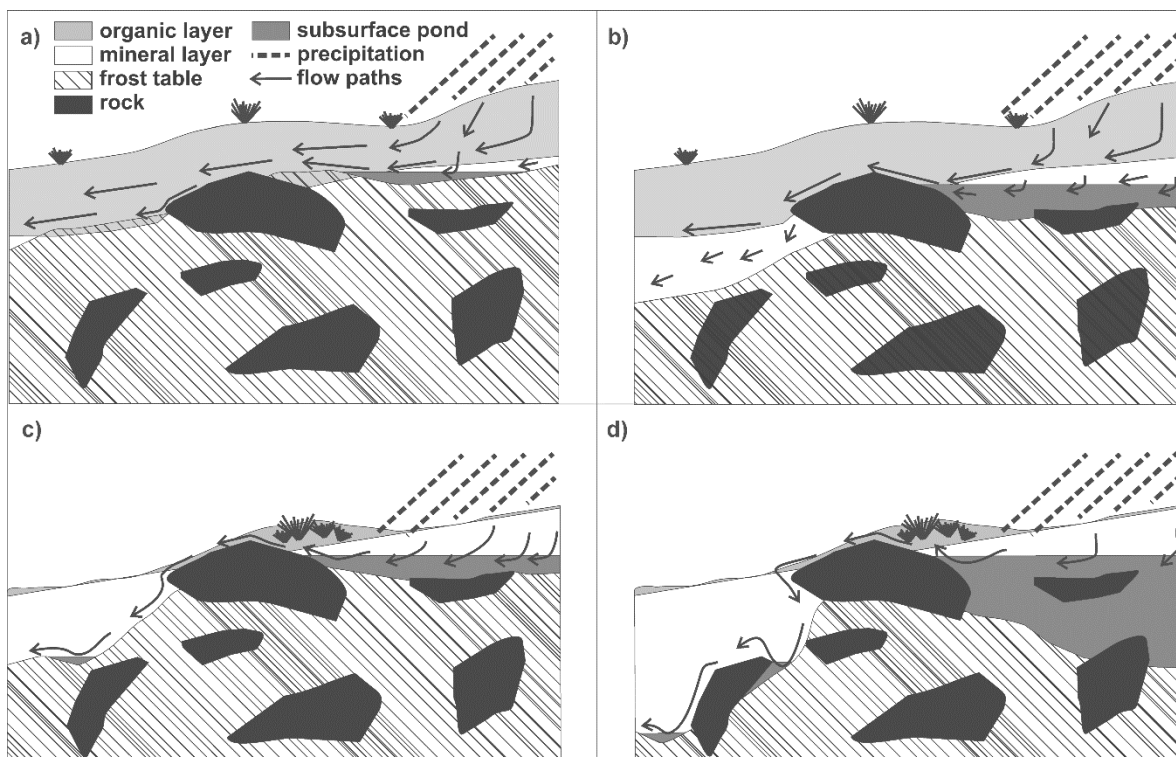 a)
organic layer
mineral layer
frost table
rock
subsurface pond
precipitation
flow paths
b)
c)
d)